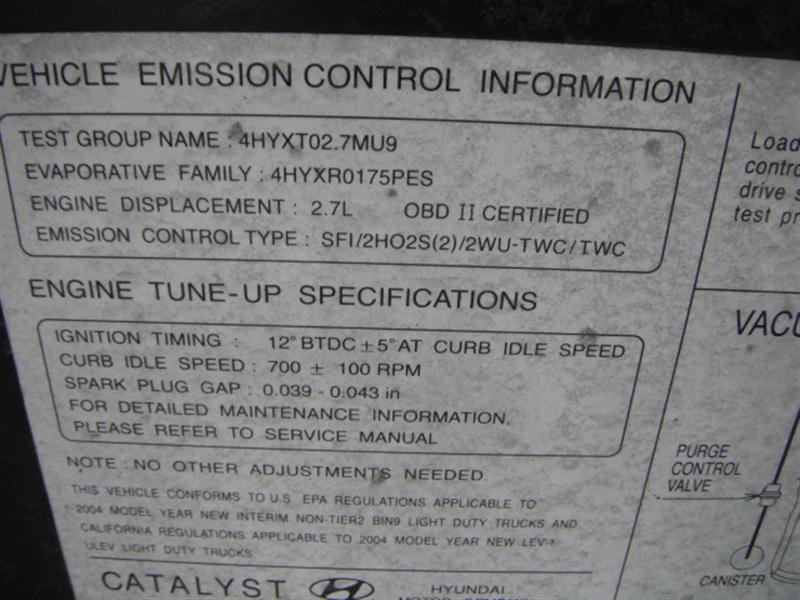 VEHICLE EMISSION CONTROL INFORMATION
TEST GROUP NAME : 4HYXT02.7MU9
EVAPORATIVE FAMILY : 4HYXR0175PES
ENGINE DISPLACEMENT : 2.7L OBD II CERTIFIED
EMISSION CONTROL TYPE : SFI/2HO2S(2)/2WU-TWC/TWC
ENGINE TUNE-UP SPECIFICATIONS
IGNITION TIMING : 12° BTDC ±5° AT CURB IDLE SPEED
CURB IDLE SPEED : 700 ± 100 RPM
SPARK PLUG GAP : 0.039 - 0.043 in
FOR DETAILED MAINTENANCE INFORMATION,
PLEASE REFER TO SERVICE MANUAL
NOTE : NO OTHER ADJUSTMENTS NEEDED.
THIS VEHICLE CONFORMS TO U.S. EPA REGULATIONS APPLICABLE TO
2004 MODEL YEAR NEW INTERIM NON-TIER2 BIN9 LIGHT DUTY TRUCKS AND
CALIFORNIA REGULATIONS APPLICABLE TO 2004 MODEL YEAR NEW LEV-1
ULEV LIGHT DUTY TRUCKS.
CATALYST HYUNDAI
Load
contro
drive s
test pr
VACU
PURGE
CONTROL
VALVE
CANISTER